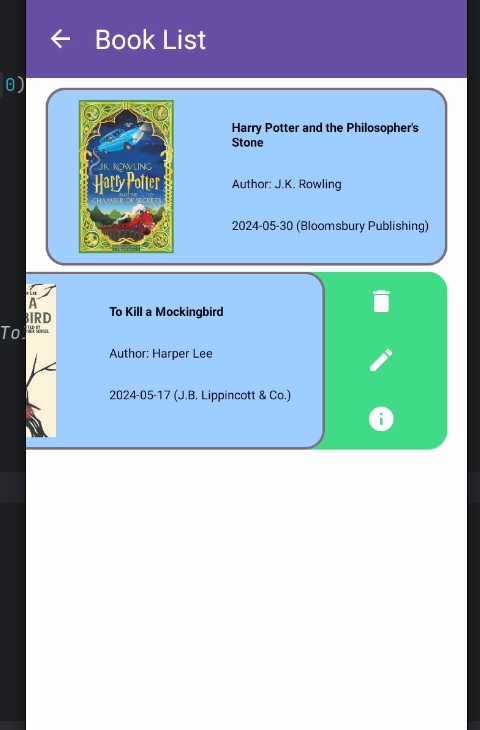 Book List
0)
J.K. ROWLING
Harry Potter
AND THE
CHAMBER OF SECRETS
Harry Potter and the Philosopher's
Stone
Author: J.K. Rowling
2024-05-30 (Bloomsbury Publishing)
A
BIRD
To
To Kill a Mockingbird
Author: Harper Lee
2024-05-17 (J.B. Lippincott & Co.)